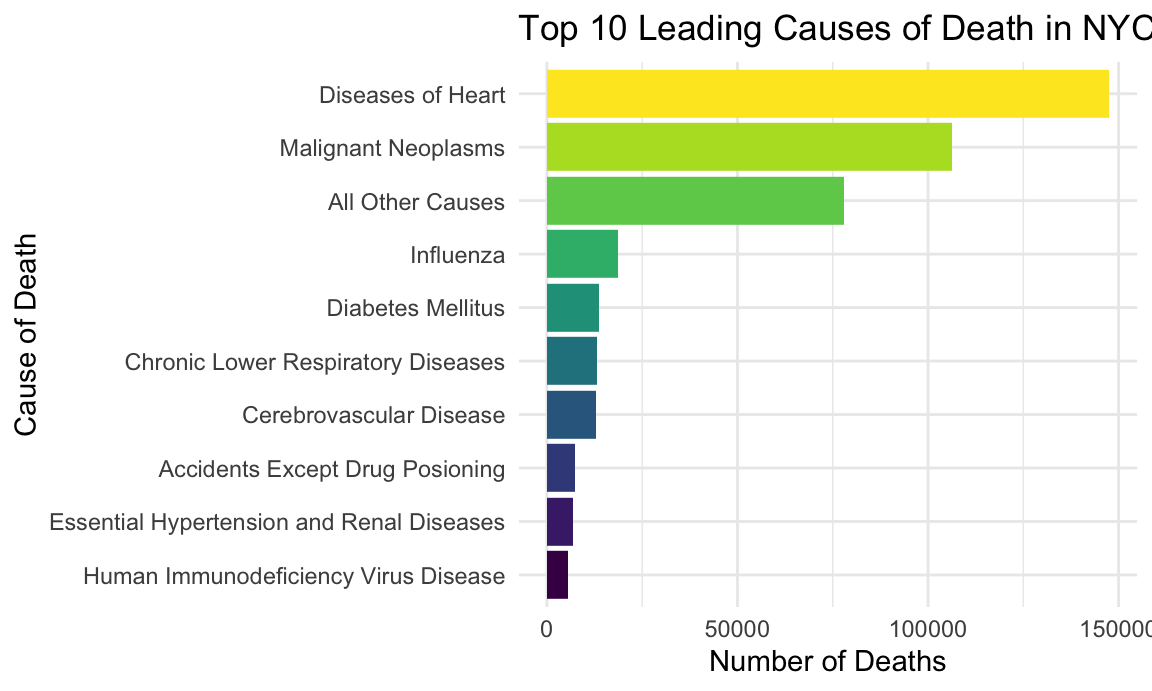 Top 10 Leading Causes of Death in NYC
Diseases of Heart
Malignant Neoplasms
All Other Causes
Influenza
Diabetes Mellitus
Chronic Lower Respiratory Diseases
Cerebrovascular Disease
Accidents Except Drug Posioning
Essential Hypertension and Renal Diseases
Human Immunodeficiency Virus Disease
Cause of Death
0 50000 100000 150000
Number of Deaths